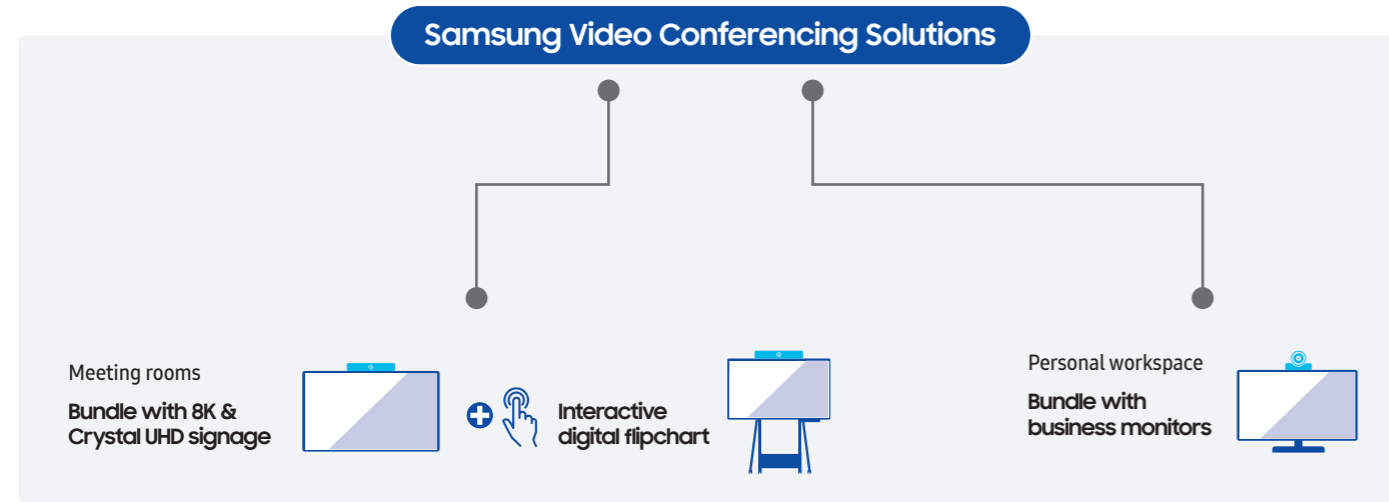 Samsung Video Conferencing Solutions
Meeting rooms
Bundle with 8K &
Crystal UHD signage
Interactive
digital flipchart
Personal workspace
Bundle with
business monitors